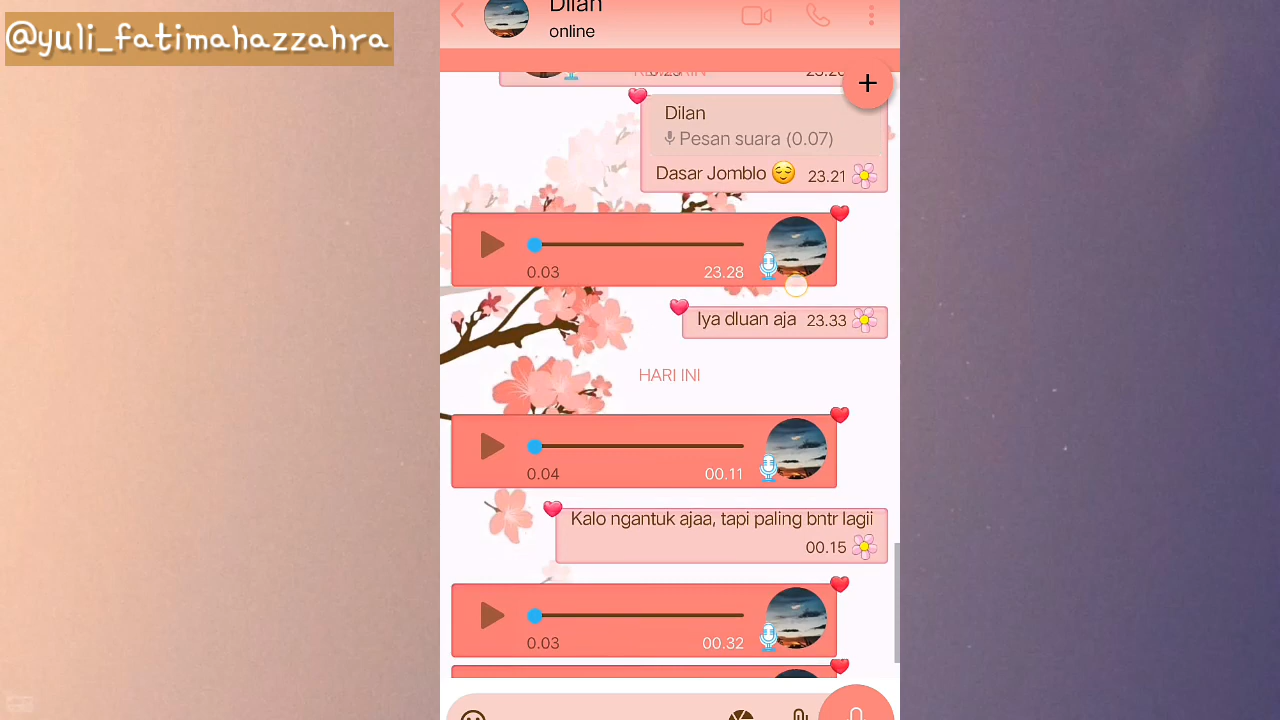 @yuli_fatimahazzahra
Dilan
online
Dilan
Pesan suara (0.07)
Dasar Jomblo 😌 23.21
0.03 23.28
Iya dluan aja 23.33
HARI INI
0.04 00.11
Kalo ngantuk ajaa, tapi paling bntr lagii
00.15
0.03 00.32